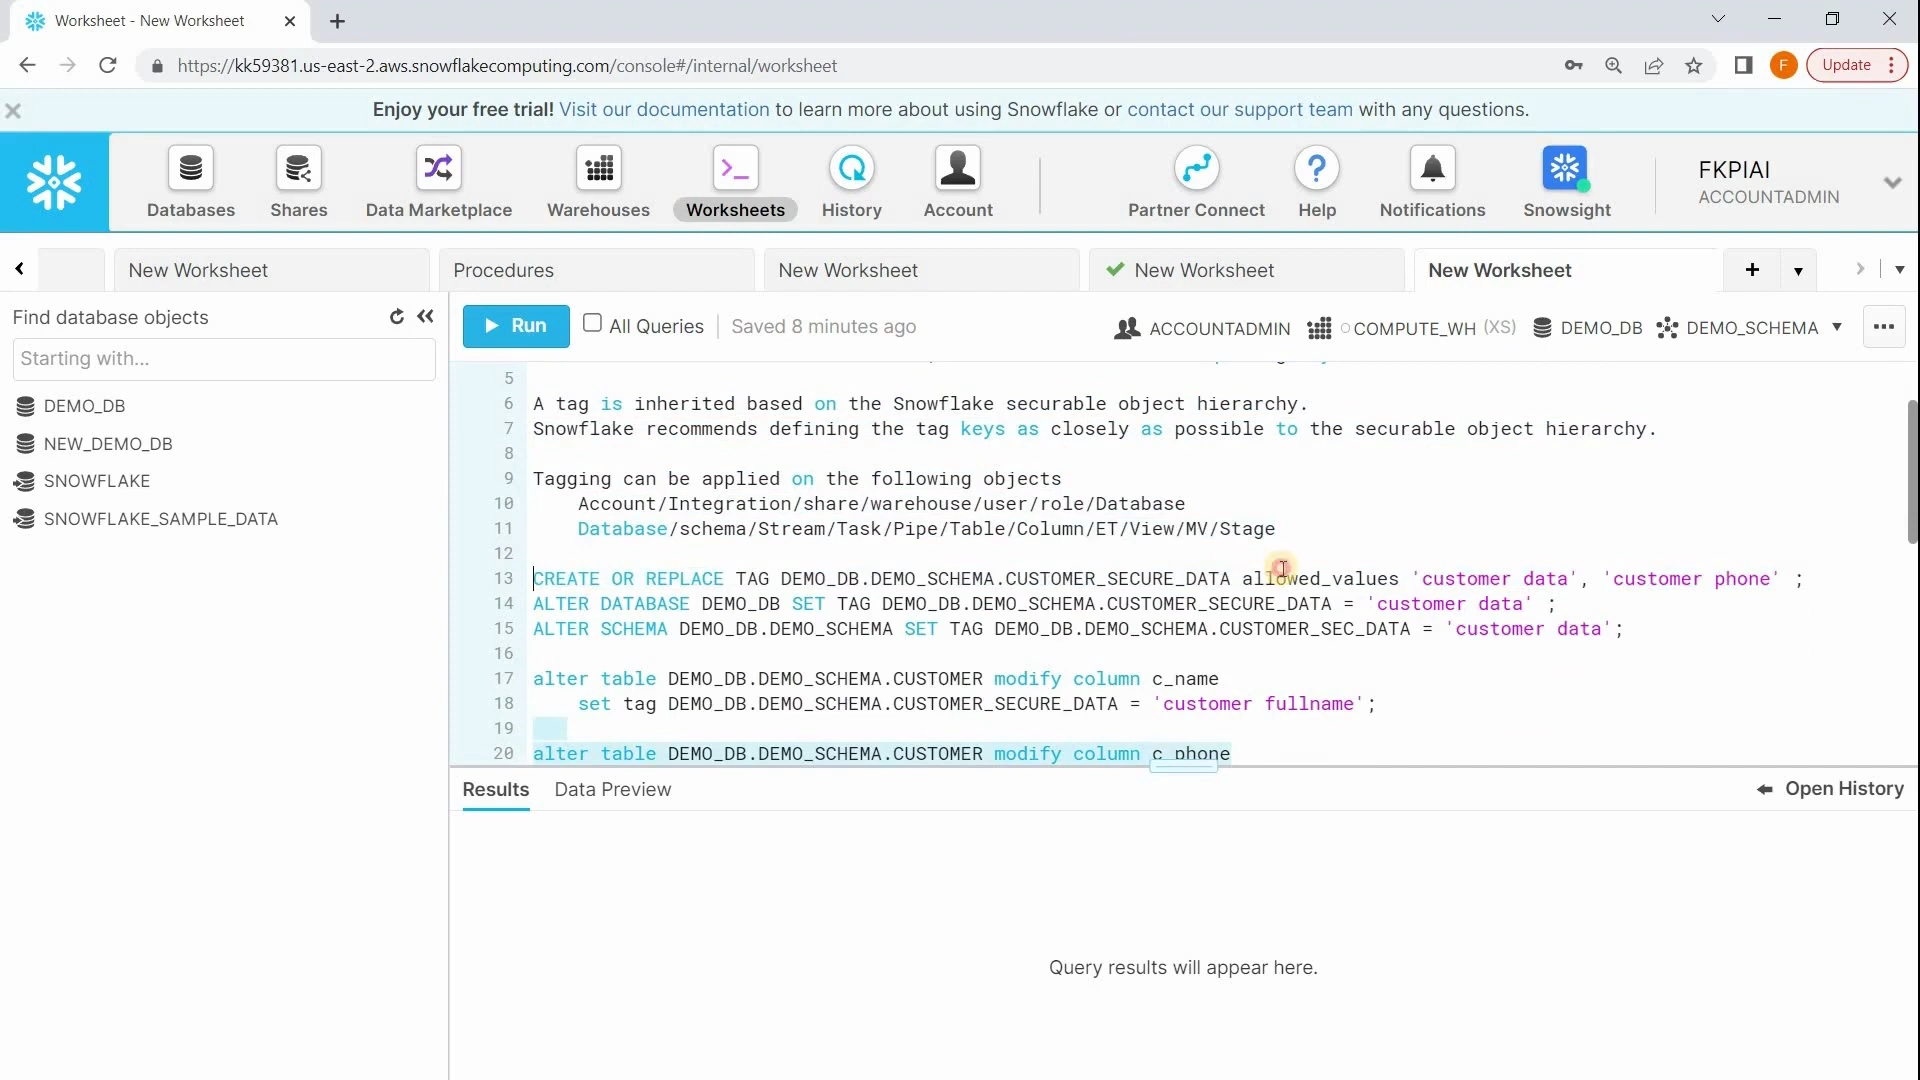 Worksheet - New Worksheet
https://kk59381.us-east-2.aws.snowflakecomputing.com/console#/internal/worksheet
F
Update
Enjoy your free trial! Visit our documentation to learn more about using Snowflake or contact our support team with any questions.
Databases
Shares
Data Marketplace
Warehouses
Worksheets
History
Account
Partner Connect
Help
Notifications
Snowsight
FKPIAI
ACCOUNTADMIN
New Worksheet
Procedures
New Worksheet
New Worksheet
New Worksheet
Find database objects
Starting with...
DEMO_DB
NEW_DEMO_DB
SNOWFLAKE
SNOWFLAKE_SAMPLE_DATA
Run
All Queries
Saved 8 minutes ago
ACCOUNTADMIN
COMPUTE_WH (XS)
DEMO_DB
DEMO_SCHEMA
5
6 A tag is inherited based on the Snowflake securable object hierarchy.
7 Snowflake recommends defining the tag keys as closely as possible to the securable object hierarchy.
8
9 Tagging can be applied on the following objects
10 Account/Integration/share/warehouse/user/role/Database
11 Database/schema/Stream/Task/Pipe/Table/Column/ET/View/MV/Stage
12
13 CREATE OR REPLACE TAG DEMO_DB.DEMO_SCHEMA.CUSTOMER_SECURE_DATA allowed_values 'customer data', 'customer phone' ;
14 ALTER DATABASE DEMO_DB SET TAG DEMO_DB.DEMO_SCHEMA.CUSTOMER_SECURE_DATA = 'customer data' ;
15 ALTER SCHEMA DEMO_DB.DEMO_SCHEMA SET TAG DEMO_DB.DEMO_SCHEMA.CUSTOMER_SEC_DATA = 'customer data';
16
17 alter table DEMO_DB.DEMO_SCHEMA.CUSTOMER modify column c_name
18 set tag DEMO_DB.DEMO_SCHEMA.CUSTOMER_SECURE_DATA = 'customer fullname';
19
20 alter table DEMO_DB.DEMO_SCHEMA.CUSTOMER modify column c_phone
Results
Data Preview
Open History
Query results will appear here.